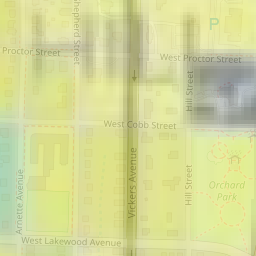 Shepherd Street
P
Proctor Street
West Proctor Street
Hill Street
West Cobb Street
Vickers Avenue
Arnette Avenue
Hill Street
Orchard
Park
West Lakewood Avenue